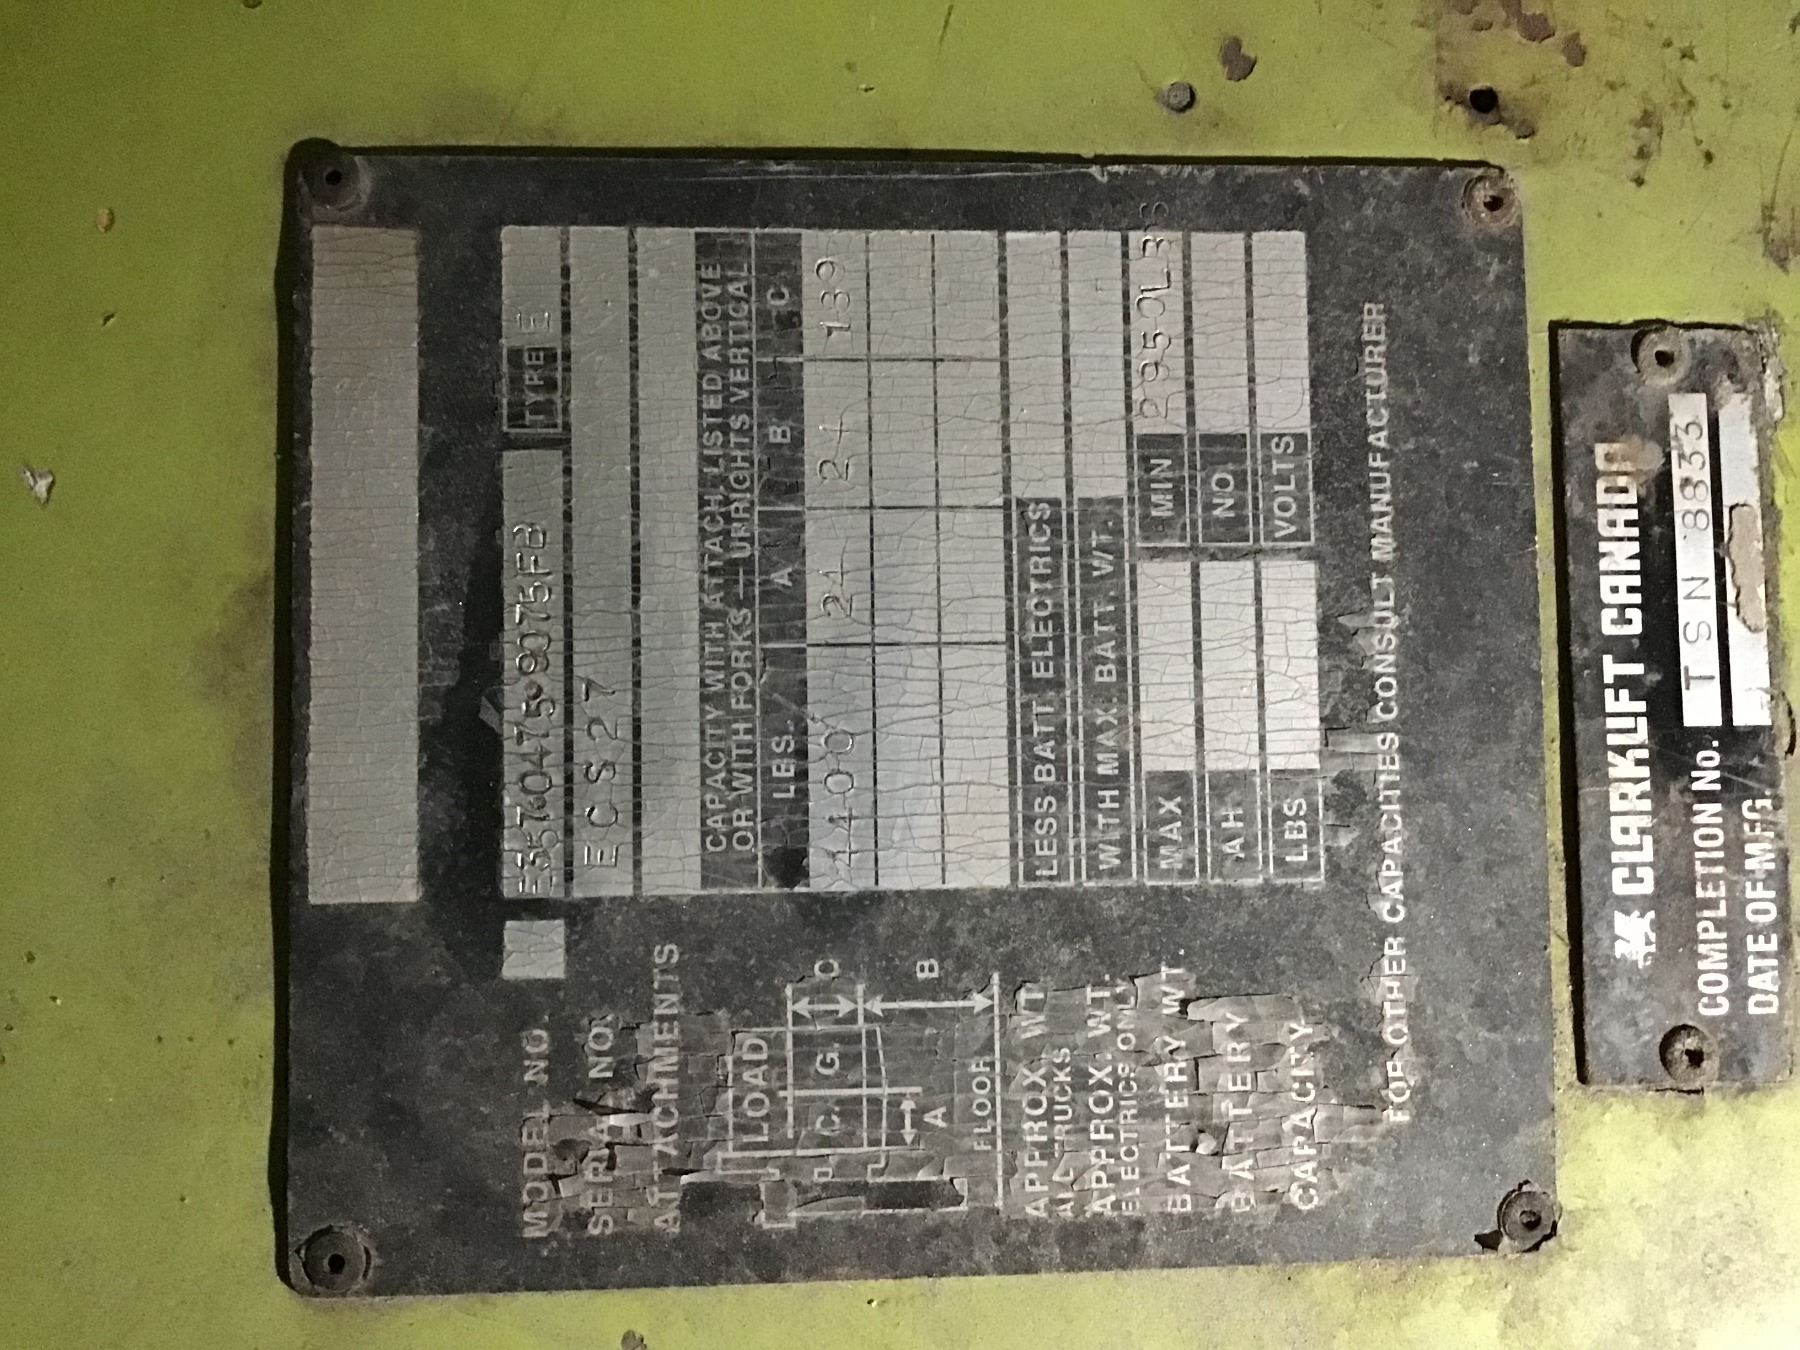 MODEL NO. E357-0475-9075FB TYPE E
SERIAL NO. ECS27
ATTACHMENTS
CAPACITY WITH ATTACH. LISTED ABOVE
OR WITH FORKS — UPRIGHTS VERTICAL
LOAD
C. G.
A
B
C
FLOOR
LBS. A B C
4400 24 24 139
APPROX. WT. ALL TRUCKS LESS BATT ELECTRICS
APPROX. WT. ELECTRICS ONLY WITH MAX. BATT. WT.
BATTERY WT. MAX MIN 2950LBS
BATTERY AH NO.
CAPACITY LBS VOLTS
FOR OTHER CAPACITIES CONSULT MANUFACTURER
CLARKLIFT CANADA
COMPLETION No. TSN 8833
DATE OF MFG.